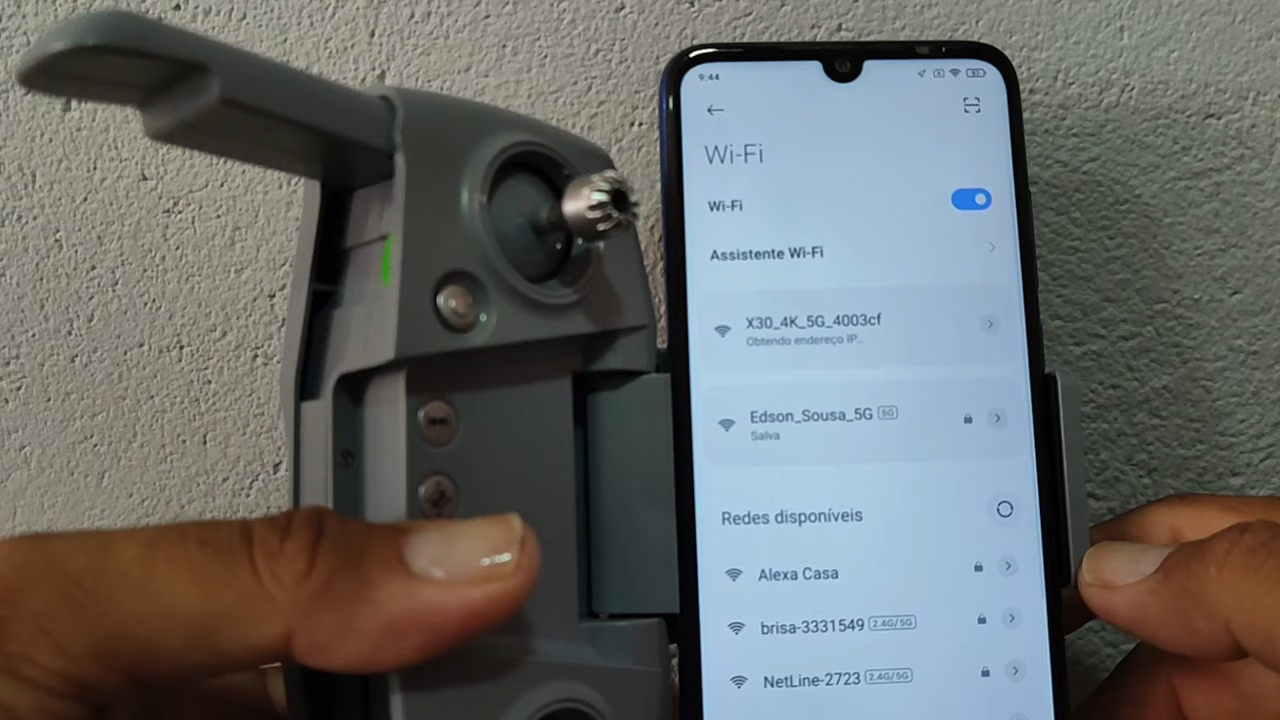 9:44
Wi-Fi
Wi-Fi
Assistente Wi-Fi
X30_4K_5G_4003cf
Obtendo endereço IP...
Edson_Sousa_5G 5G
Salva
Redes disponíveis
Alexa Casa
brisa-3331549 2.4G/5G
NetLine-2723 2.4G/5G